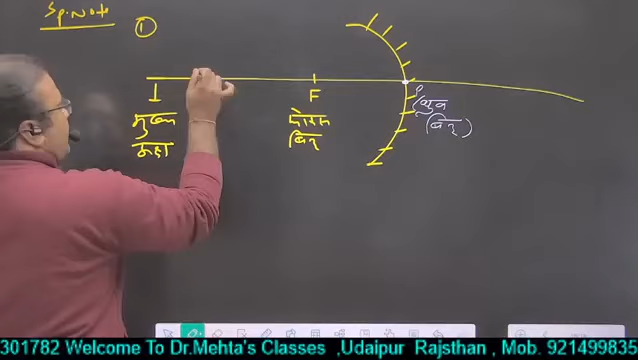 Sp. Note
①
I
F
P
मुख्य
अक्ष
फोकस
बिन्दु
(ध्रुव
बिन्दु)
301782 Welcome To Dr.Mehta's Classes ,Udaipur Rajsthan , Mob. 921499835